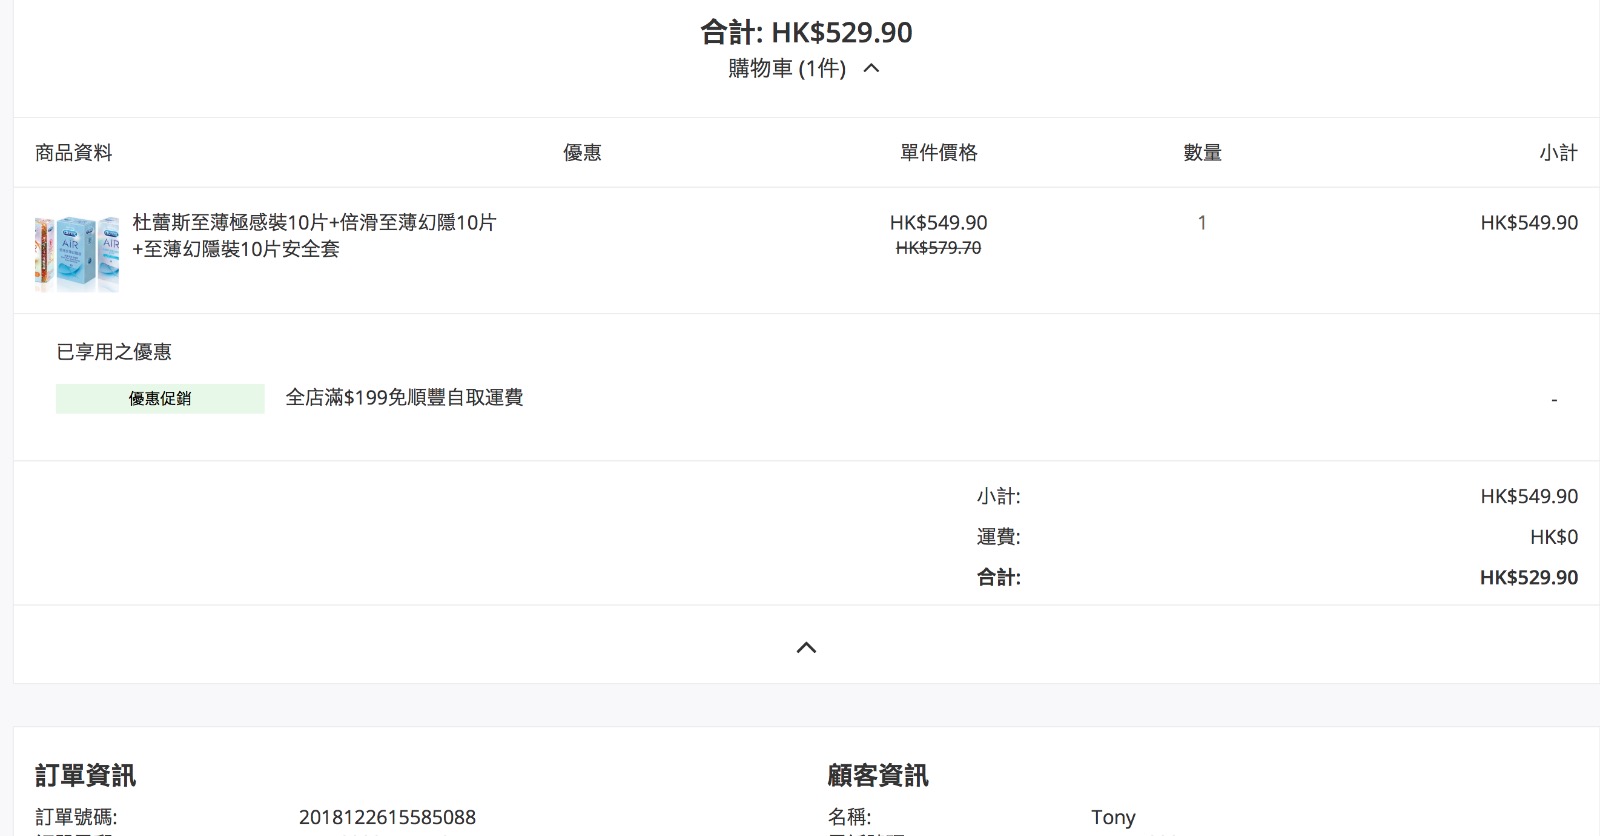 合計: HK$529.90
購物車 (1件)
商品資料 優惠 單件價格 數量 小計
杜蕾斯至薄極感裝10片+倍滑至薄幻隱10片 HK$549.90 1 HK$549.90
+至薄幻隱裝10片安全套 HK$579.70
AIR AIR
已享用之優惠
優惠促銷 全店滿$199免順豐自取運費 -
小計: HK$549.90
運費: HK$0
合計: HK$529.90
訂單資訊 顧客資訊
訂單號碼: 2018122615585088 名稱: Tony